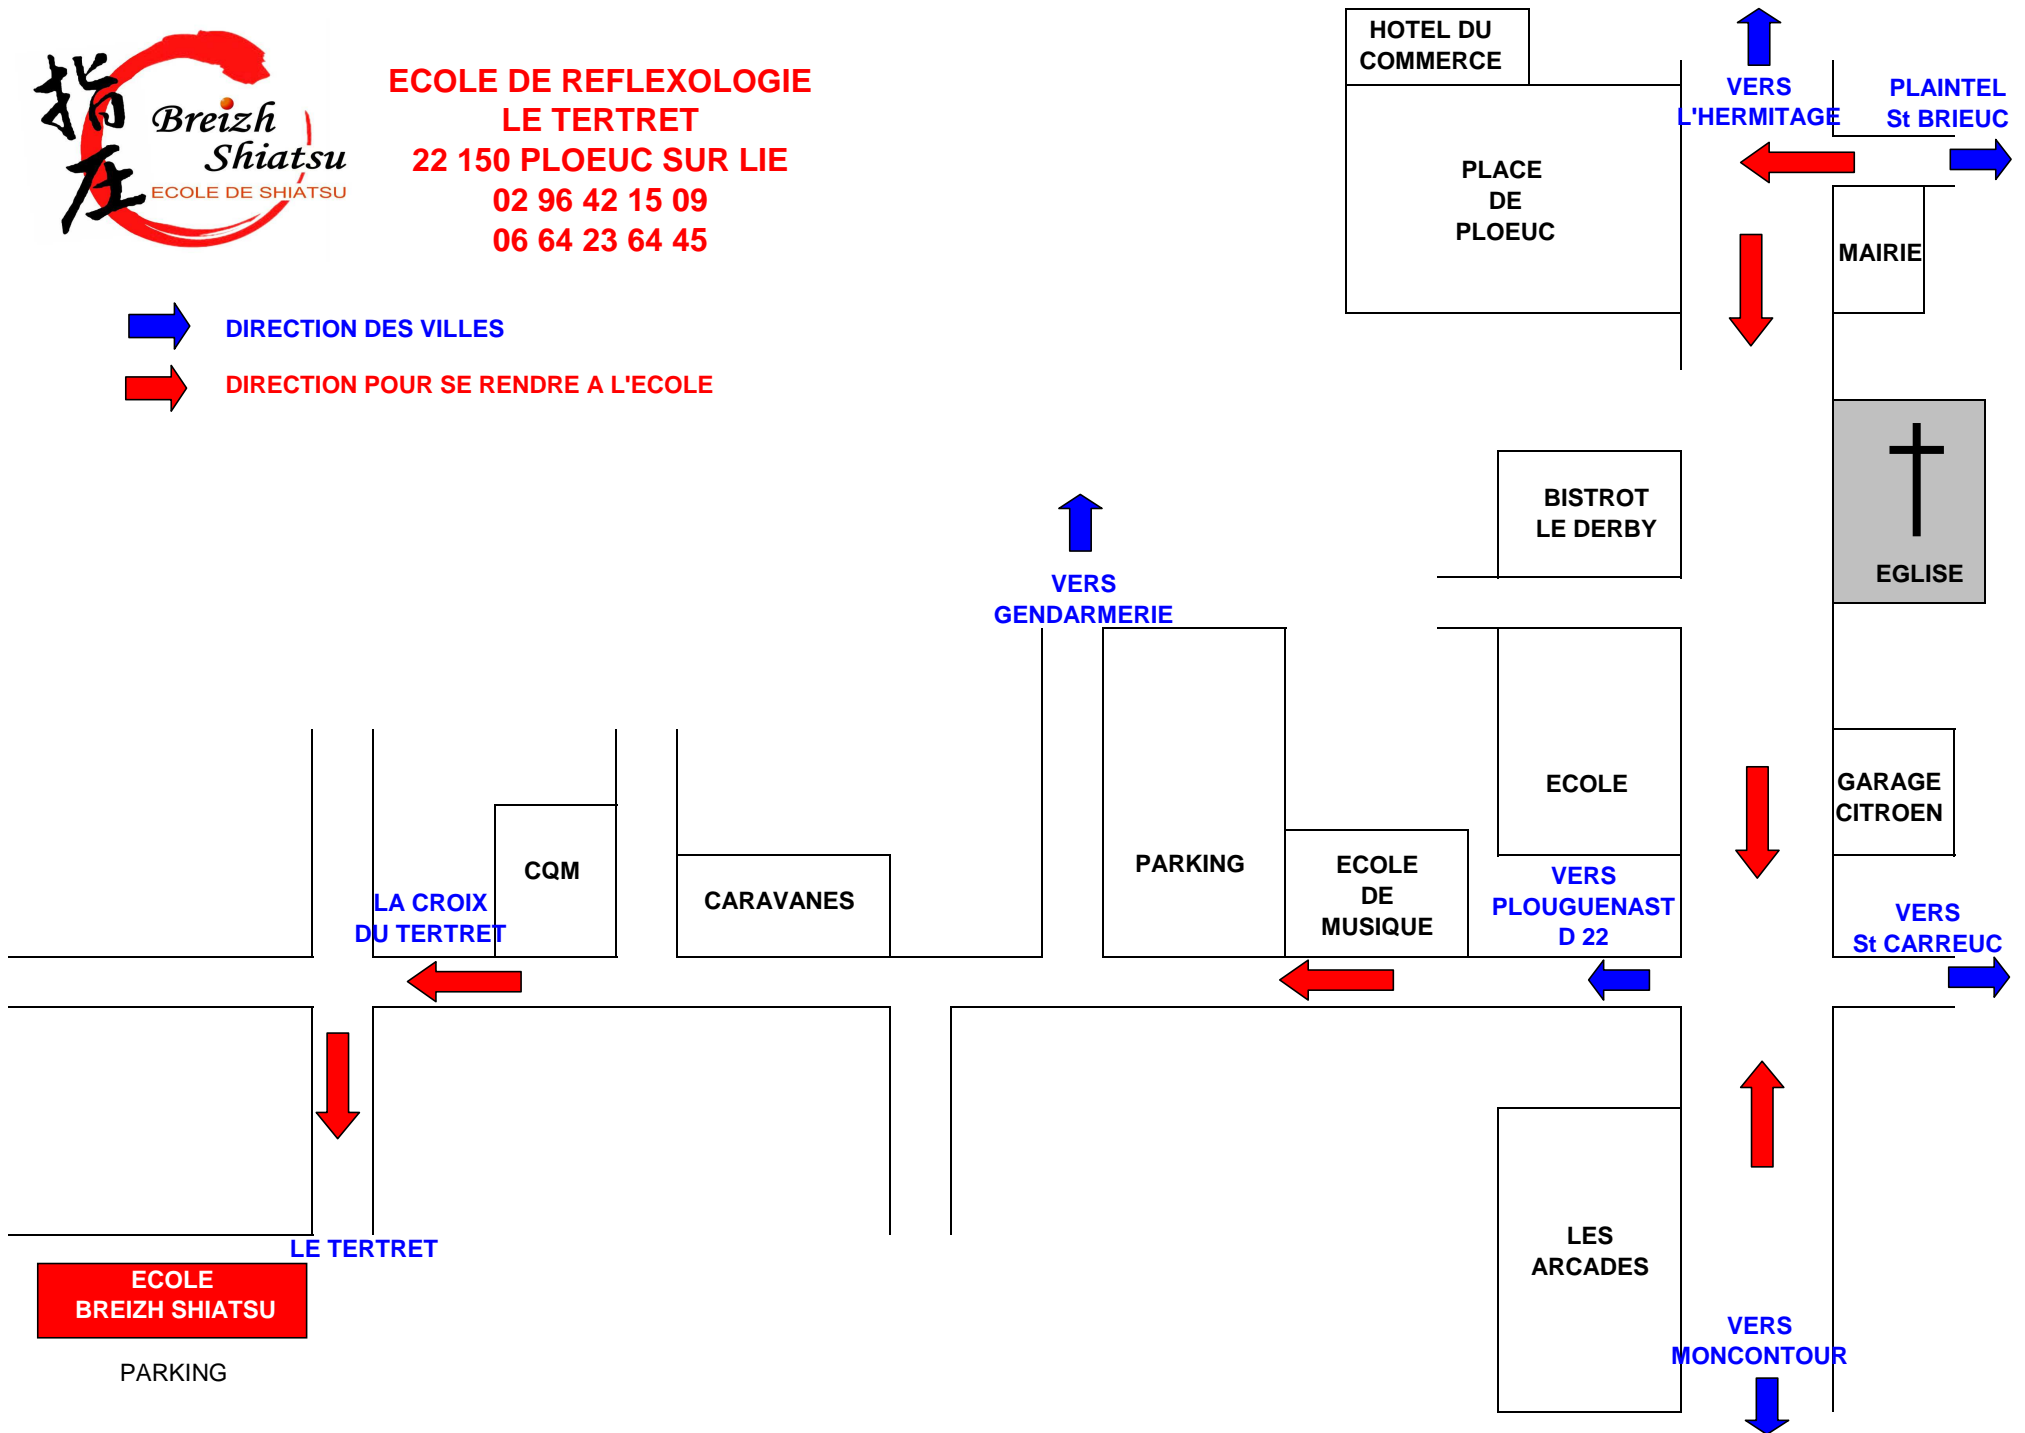 指
圧
Breizh
Shiatsu
ECOLE DE SHIATSU
ECOLE DE REFLEXOLOGIE
LE TERTRET
22 150 PLOEUC SUR LIE
02 96 42 15 09
06 64 23 64 45
DIRECTION DES VILLES
DIRECTION POUR SE RENDRE A L'ECOLE
HOTEL DU
COMMERCE
VERS
L'HERMITAGE
PLAINTEL
St BRIEUC
PLACE
DE
PLOEUC
MAIRIE
BISTROT
LE DERBY
EGLISE
VERS
GENDARMERIE
ECOLE
GARAGE
CITROEN
PARKING
ECOLE
DE
MUSIQUE
VERS
PLOUGUENAST
D 22
VERS
St CARREUC
CQM
CARAVANES
LA CROIX
DU TERTRET
LES
ARCADES
LE TERTRET
ECOLE
BREIZH SHIATSU
PARKING
VERS
MONCONTOUR